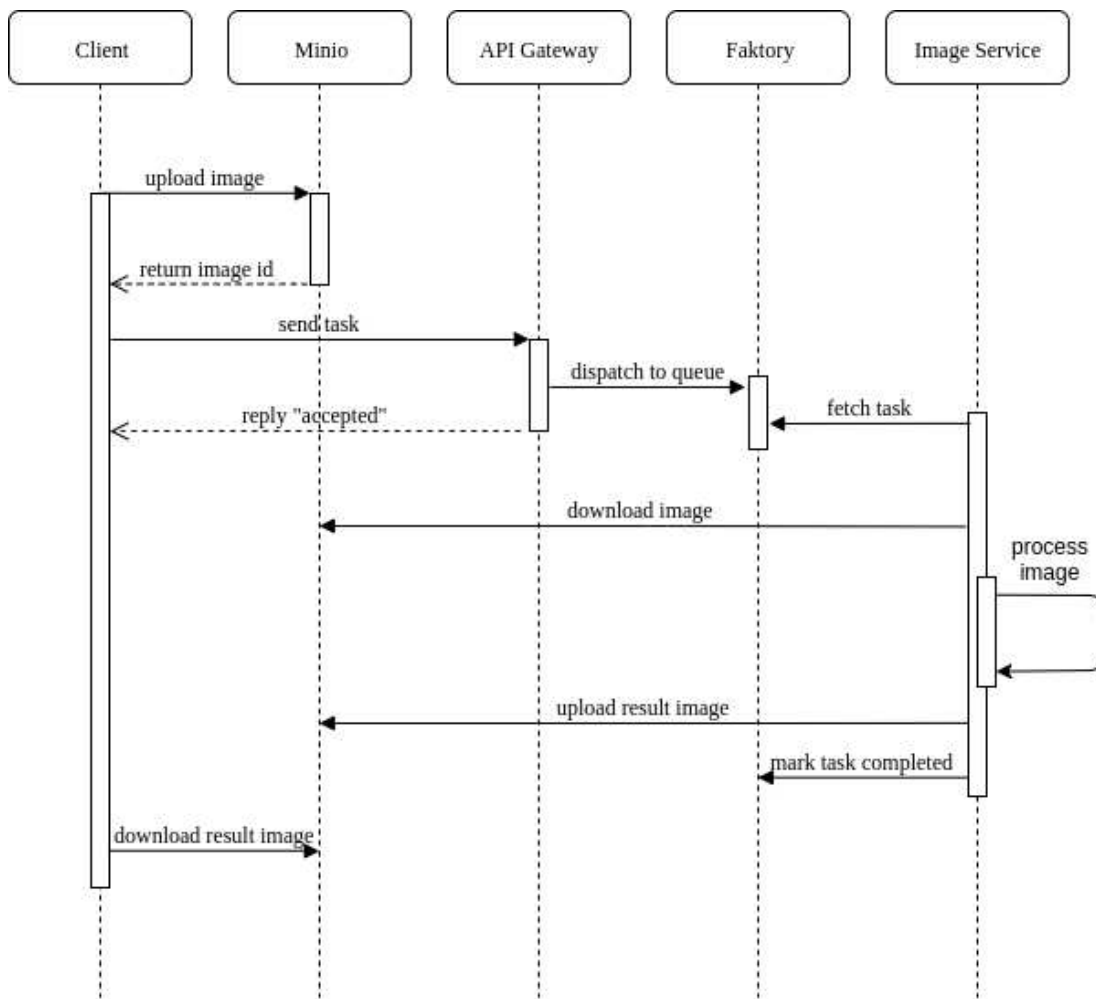 Client
Minio
API Gateway
Faktory
Image Service
upload image
return image id
send task
dispatch to queue
fetch task
reply "accepted"
download image
process
image
upload result image
mark task completed
download result image